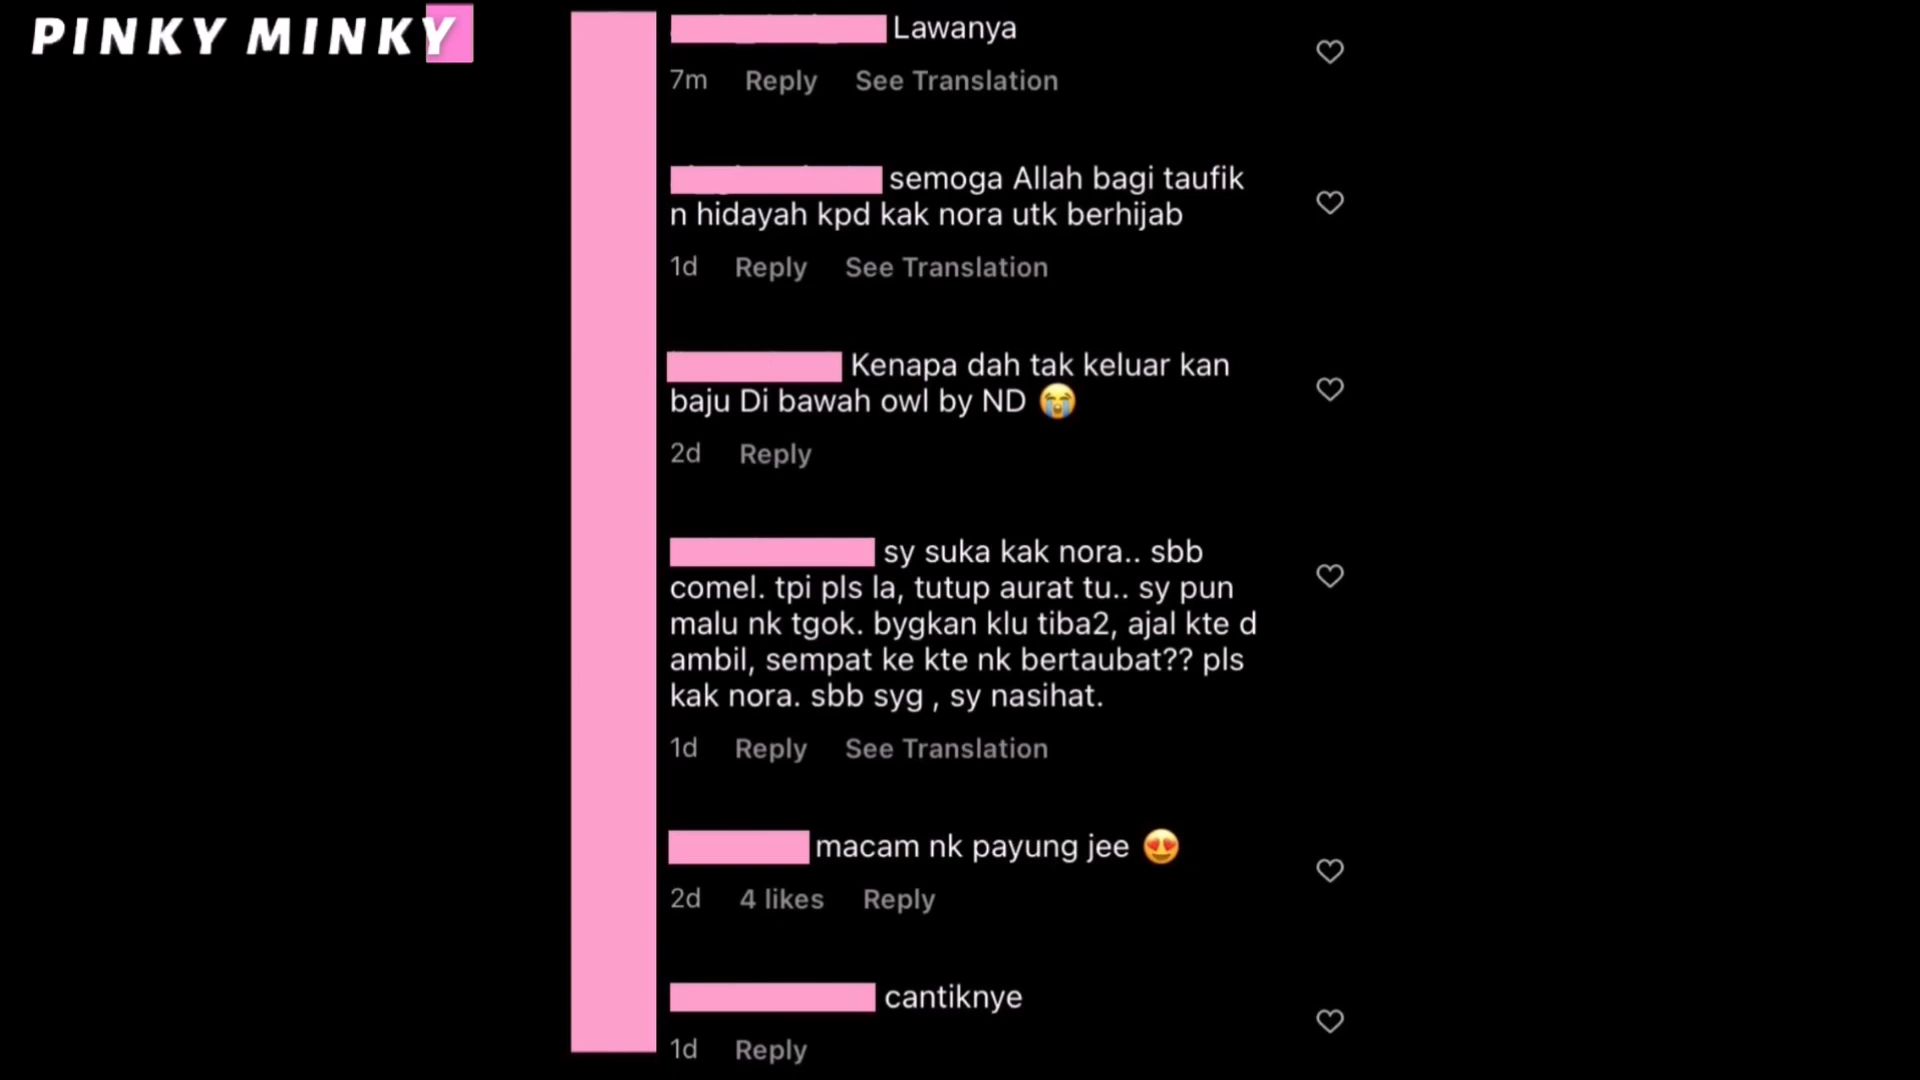 PINKY MINKY
Lawanya
7m Reply See Translation
semoga Allah bagi taufik
n hidayah kpd kak nora utk berhijab
1d Reply See Translation
Kenapa dah tak keluar kan
baju Di bawah owl by ND 😭
2d Reply
sy suka kak nora.. sbb
comel. tpi pls la, tutup aurat tu.. sy pun
malu nk tgok. bygkan klu tiba2, ajal kte d
ambil, sempat ke kte nk bertaubat?? pls
kak nora. sbb syg , sy nasihat.
1d Reply See Translation
macam nk payung jee 😍
2d 4 likes Reply
cantiknye
1d Reply